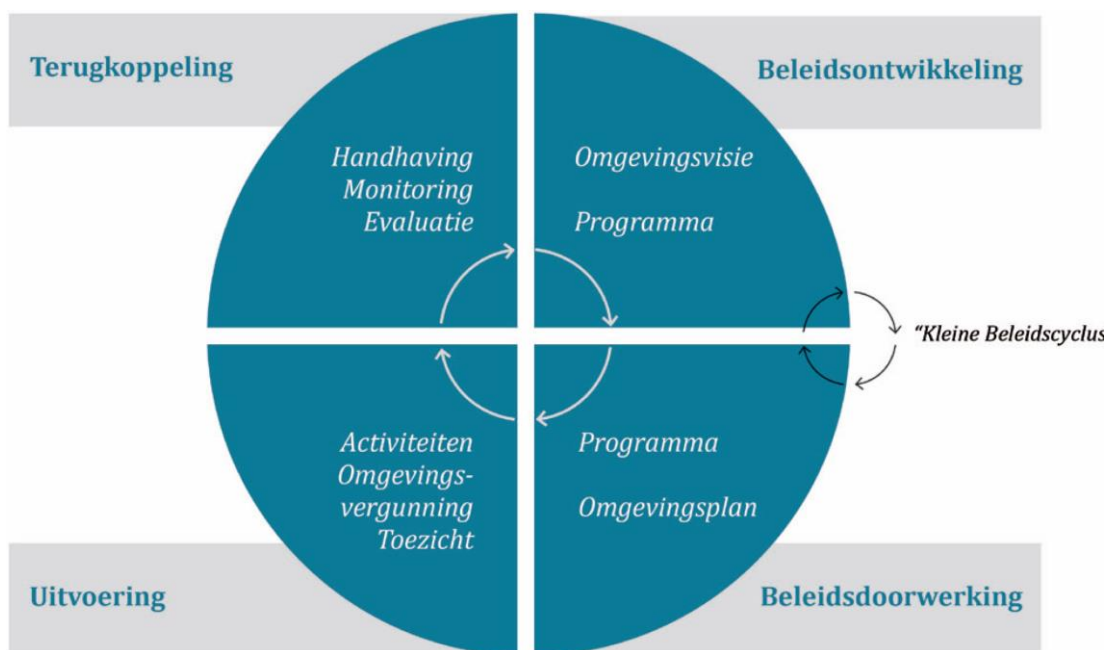 Terugkoppeling
Beleidsontwikkeling
Handhaving
Monitoring
Evaluatie
Omgevingsvisie
Programma
"Kleine Beleidscyclus
Activiteiten
Omgevings-
vergunning
Toezicht
Programma
Omgevingsplan
Uitvoering
Beleidsdoorwerking